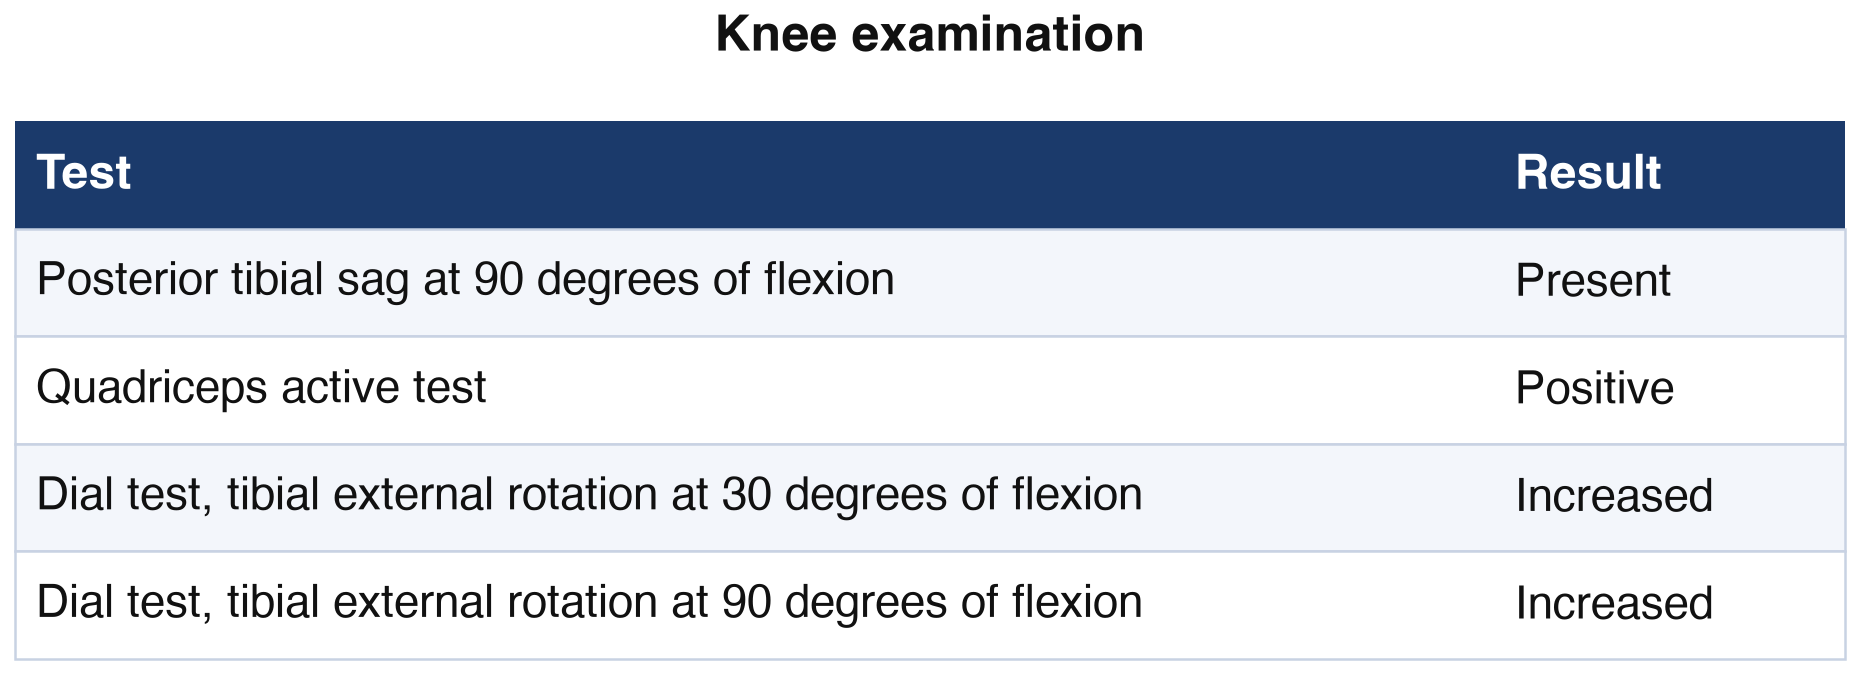 Knee examination
Test Result
Posterior tibial sag at 90 degrees of flexion Present
Quadriceps active test Positive
Dial test, tibial external rotation at 30 degrees of flexion Increased
Dial test, tibial external rotation at 90 degrees of flexion Increased